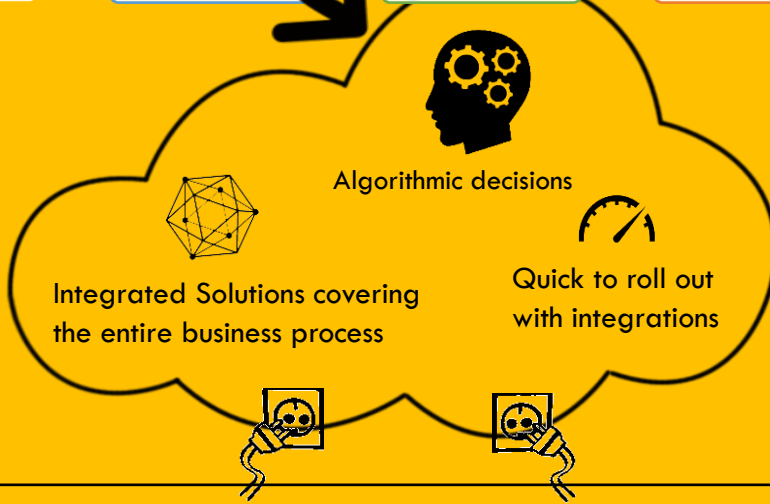 Algorithmic decisions
Integrated Solutions covering
the entire business process
Quick to roll out
with integrations